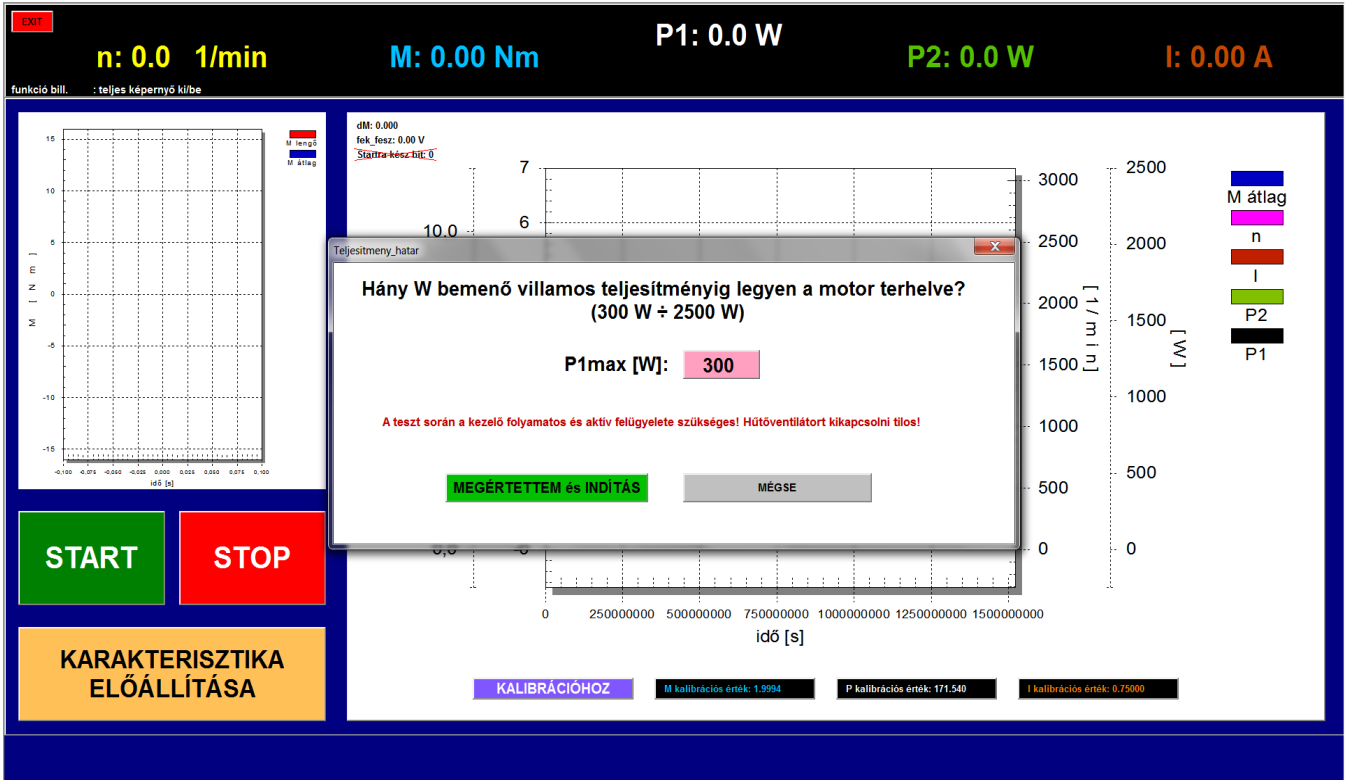 EXIT
n: 0.0 1/min
M: 0.00 Nm
P1: 0.0 W
P2: 0.0 W
I: 0.00 A
funkció bill. : teljes képernyő ki/be
15
10
5
0
-5
-10
-15
M [ N m ]
-0,100 -0,075 -0,050 -0,025 0,000 0,025 0,050 0,075 0,100
idő [s]
M lengő
M átlag
dM: 0.000
fek_fesz: 0.00 V
Startra kész bit: 0
10,0
7
6
3000
2500
2000
1500
1000
500
0
[ 1 / m i n ]
2500
2000
1500
1000
500
0
[ W ]
M átlag
n
I
P2
P1
Teljesitmeny_hatar
Hány W bemenő villamos teljesítményig legyen a motor terhelve?
(300 W ÷ 2500 W)
P1max [W]: 300
A teszt során a kezelő folyamatos és aktív felügyelete szükséges! Hűtőventilátort kikapcsolni tilos!
MEGÉRTETTEM és INDÍTÁS
MÉGSE
0 250000000 500000000 750000000 1000000000 1250000000 1500000000
idő [s]
START
STOP
KARAKTERISZTIKA
ELŐÁLLÍTÁSA
KALIBRÁCIÓHOZ
M kalibrációs érték: 1.9994
P kalibrációs érték: 171.540
I kalibrációs érték: 0.75000